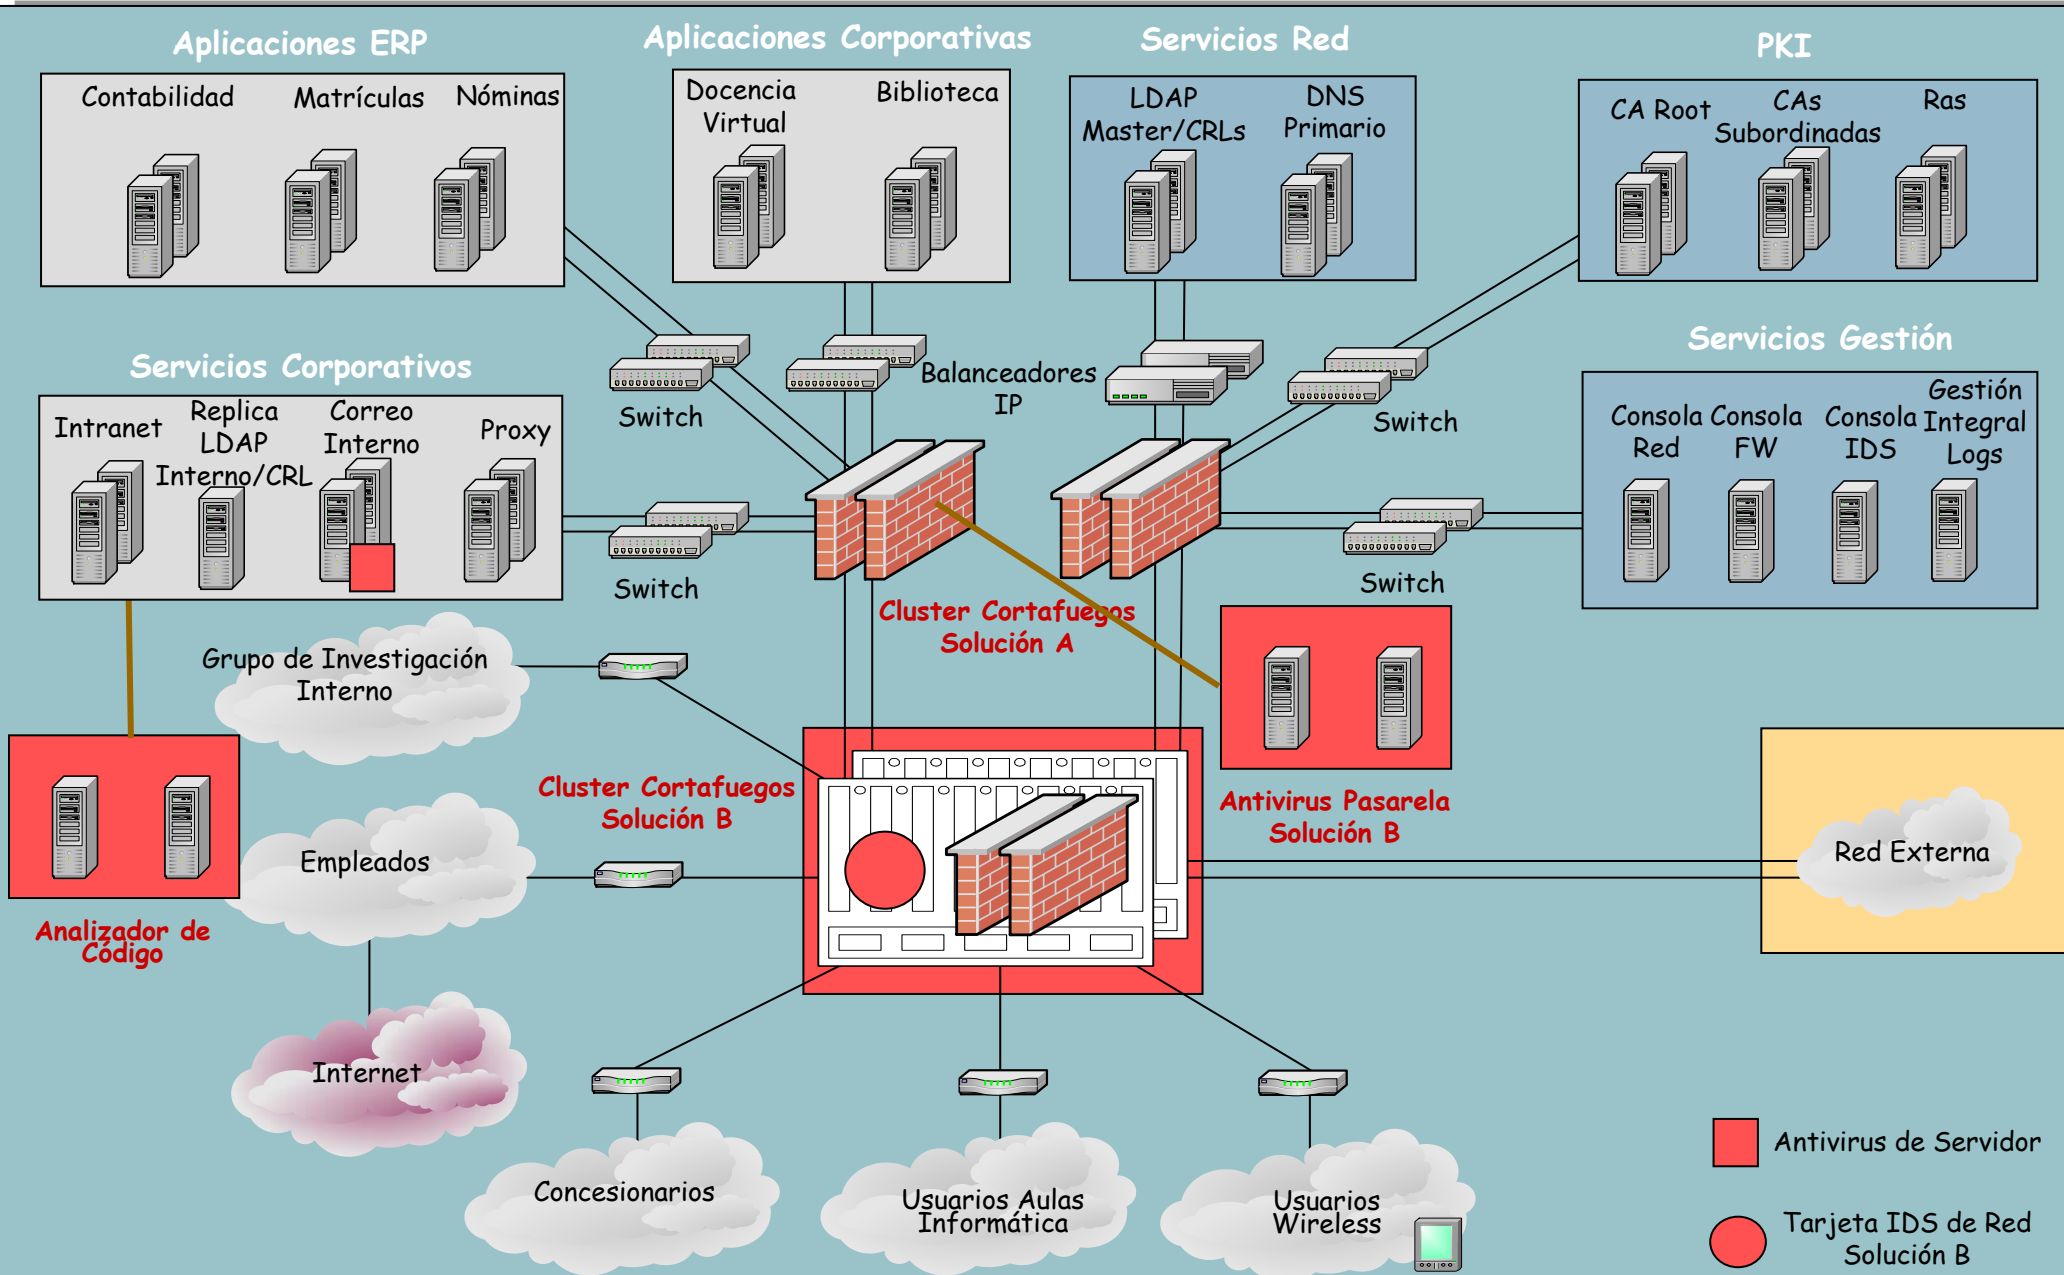 Aplicaciones ERP
Aplicaciones Corporativas
Servicios Red
PKI
Contabilidad
Matrículas
Nóminas
Docencia
Virtual
Biblioteca
LDAP
Master/CRLs
DNS
Primario
CA Root
CAs
Subordinadas
Ras
Servicios Corporativos
Switch
Balanceadores
IP
Switch
Servicios Gestión
Intranet
Replica
LDAP
Interno/CRL
Correo
Interno
Proxy
Consola
Red
Consola
FW
Consola
IDS
Gestión
Integral
Logs
Switch
Switch
Cluster Cortafuegos
Solución A
Grupo de Investigación
Interno
Cluster Cortafuegos
Solución B
Antivirus Pasarela
Solución B
Red Externa
Empleados
Analizador de
Código
Internet
Concesionarios
Usuarios Aulas
Informática
Usuarios
Wireless
Antivirus de Servidor
Tarjeta IDS de Red
Solución B